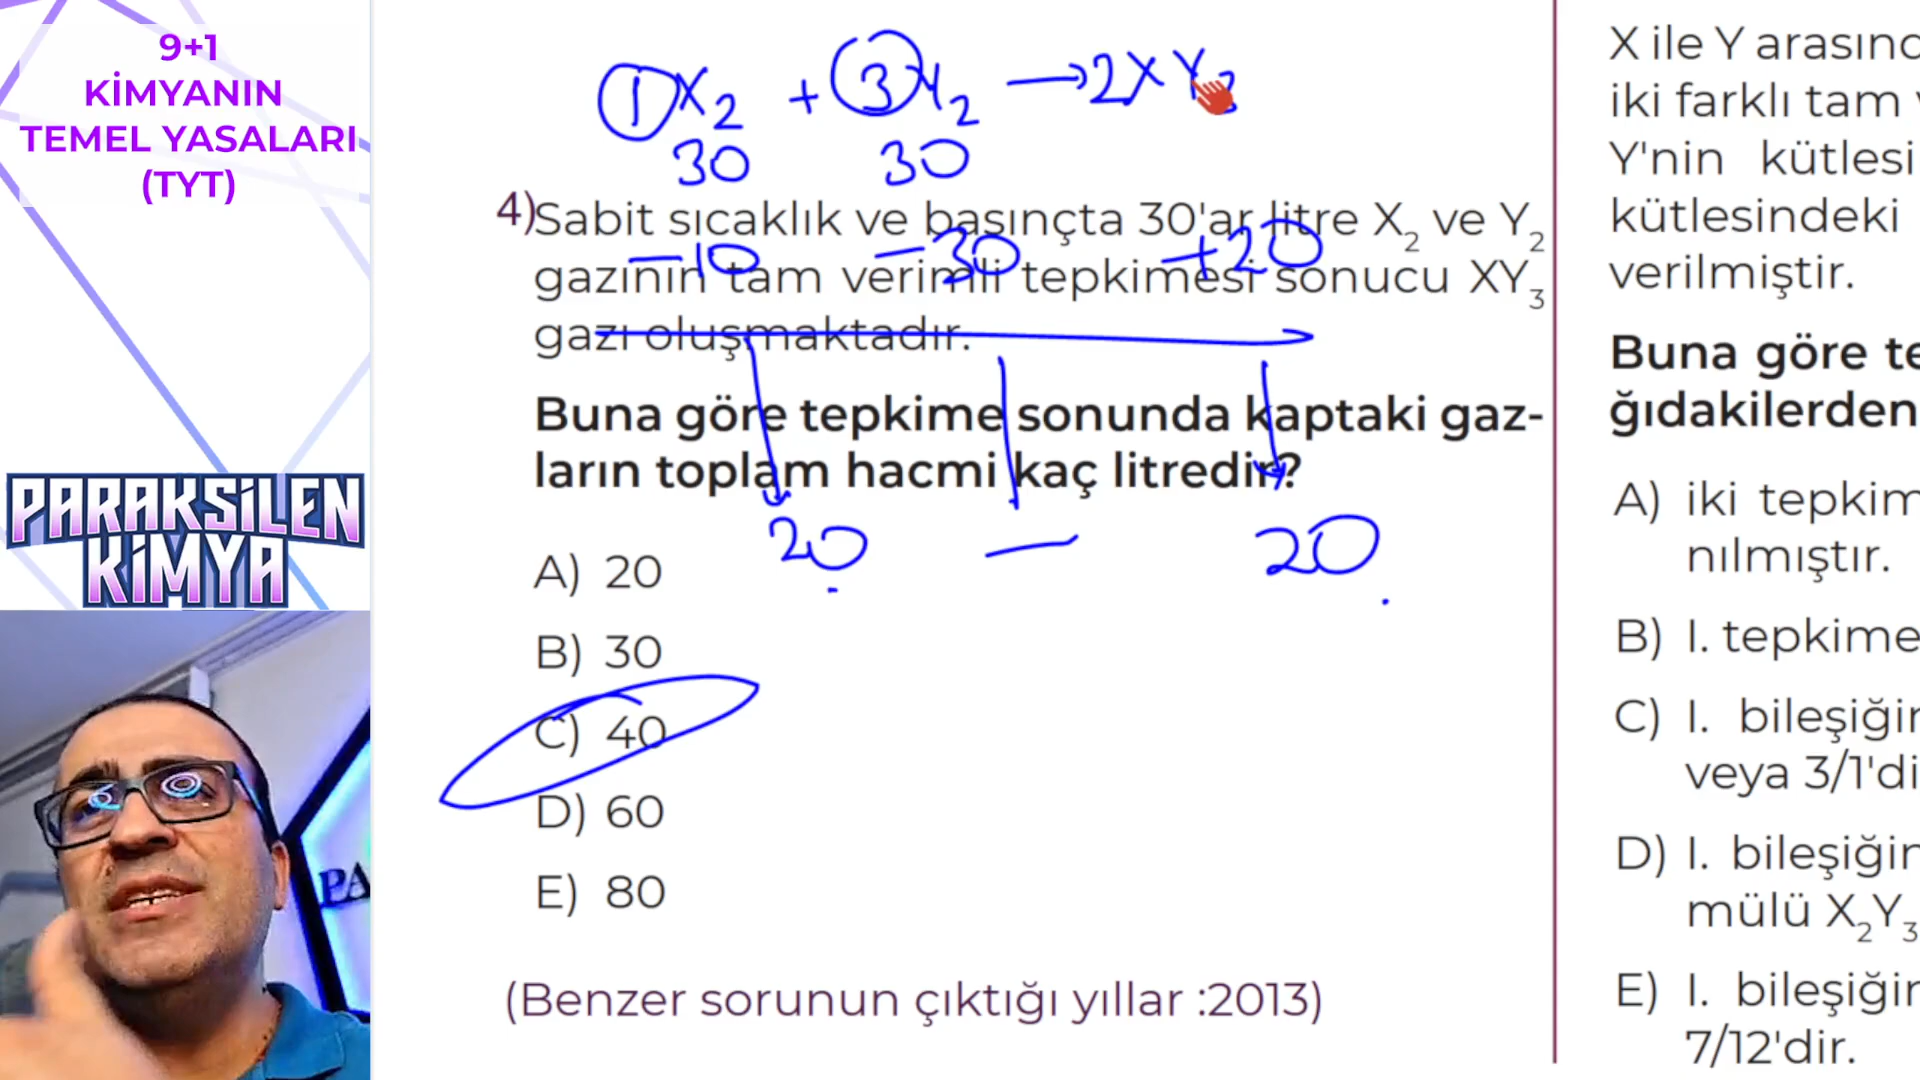 9+1
KİMYANIN
TEMEL YASALARI
(TYT)
PARAKSİLEN
KİMYA
PA
1X₂ + 3Y₂ → 2XY₃
30 30
4) Sabit sıcaklık ve basınçta 30'ar litre X₂ ve Y₂
-10 -30 +20
gazının tam verimli tepkimesi sonucu XY₃
gazı oluşmaktadır.
Buna göre tepkime sonunda kaptaki gaz-
ların toplam hacmi kaç litredir?
20 — 20
A) 20
B) 30
C) 40
D) 60
E) 80
(Benzer sorunun çıktığı yıllar :2013)
X ile Y arasınd
iki farklı tam
Y'nin kütlesi
kütlesindeki
verilmiştir.
Buna göre te
ğıdakilerden
A) iki tepkim
nılmıştır.
B) I. tepkime
C) I. bileşiğin
veya 3/1'di
D) I. bileşiğin
mülü X₂Y₃
E) I. bileşiğin
7/12'dir.